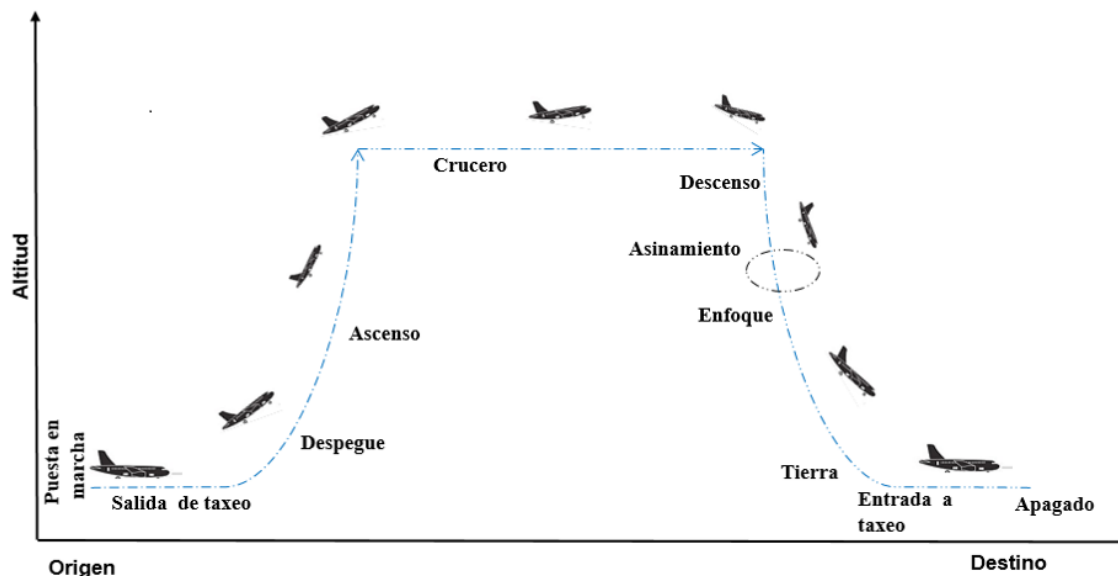 Altitud
Crucero
Descenso
Asinamiento
Enfoque
Ascenso
Despegue
Puesta en
marcha
Salida de taxeo
Tierra
Entrada a
taxeo
Apagado
Origen
Destino